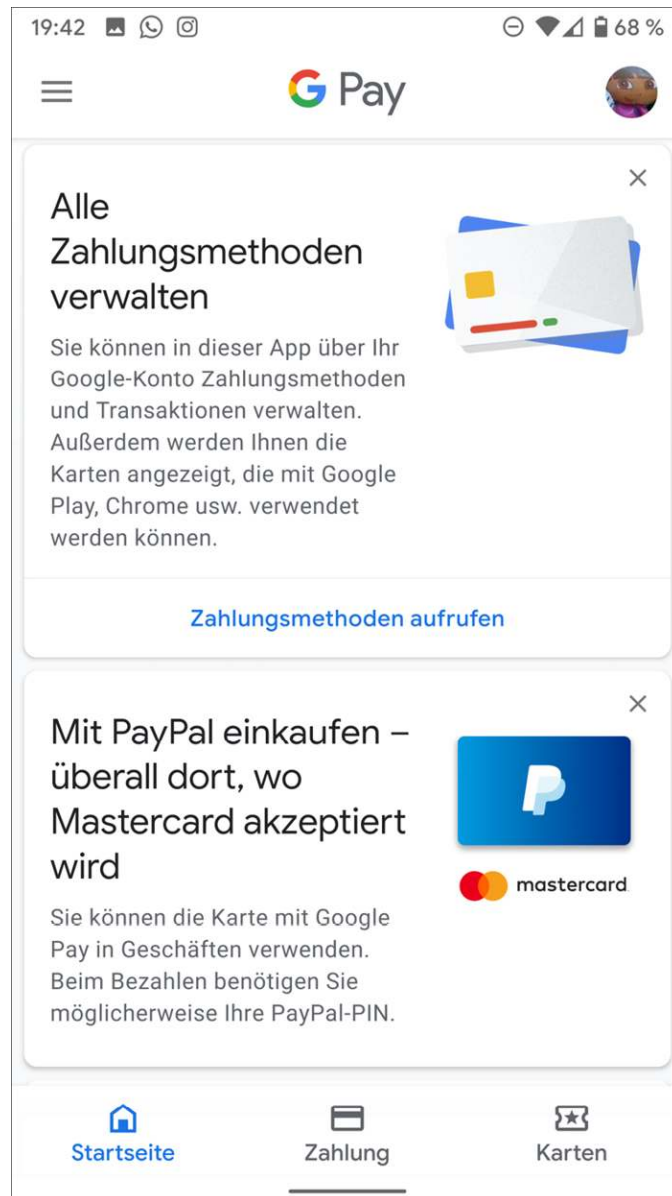 19:42
68 %
G Pay
Alle
Zahlungsmethoden
verwalten
Sie können in dieser App über Ihr
Google-Konto Zahlungsmethoden
und Transaktionen verwalten.
Außerdem werden Ihnen die
Karten angezeigt, die mit Google
Play, Chrome usw. verwendet
werden können.
Zahlungsmethoden aufrufen
Mit PayPal einkaufen –
überall dort, wo
Mastercard akzeptiert
wird
mastercard
Sie können die Karte mit Google
Pay in Geschäften verwenden.
Beim Bezahlen benötigen Sie
möglicherweise Ihre PayPal-PIN.
Startseite
Zahlung
Karten